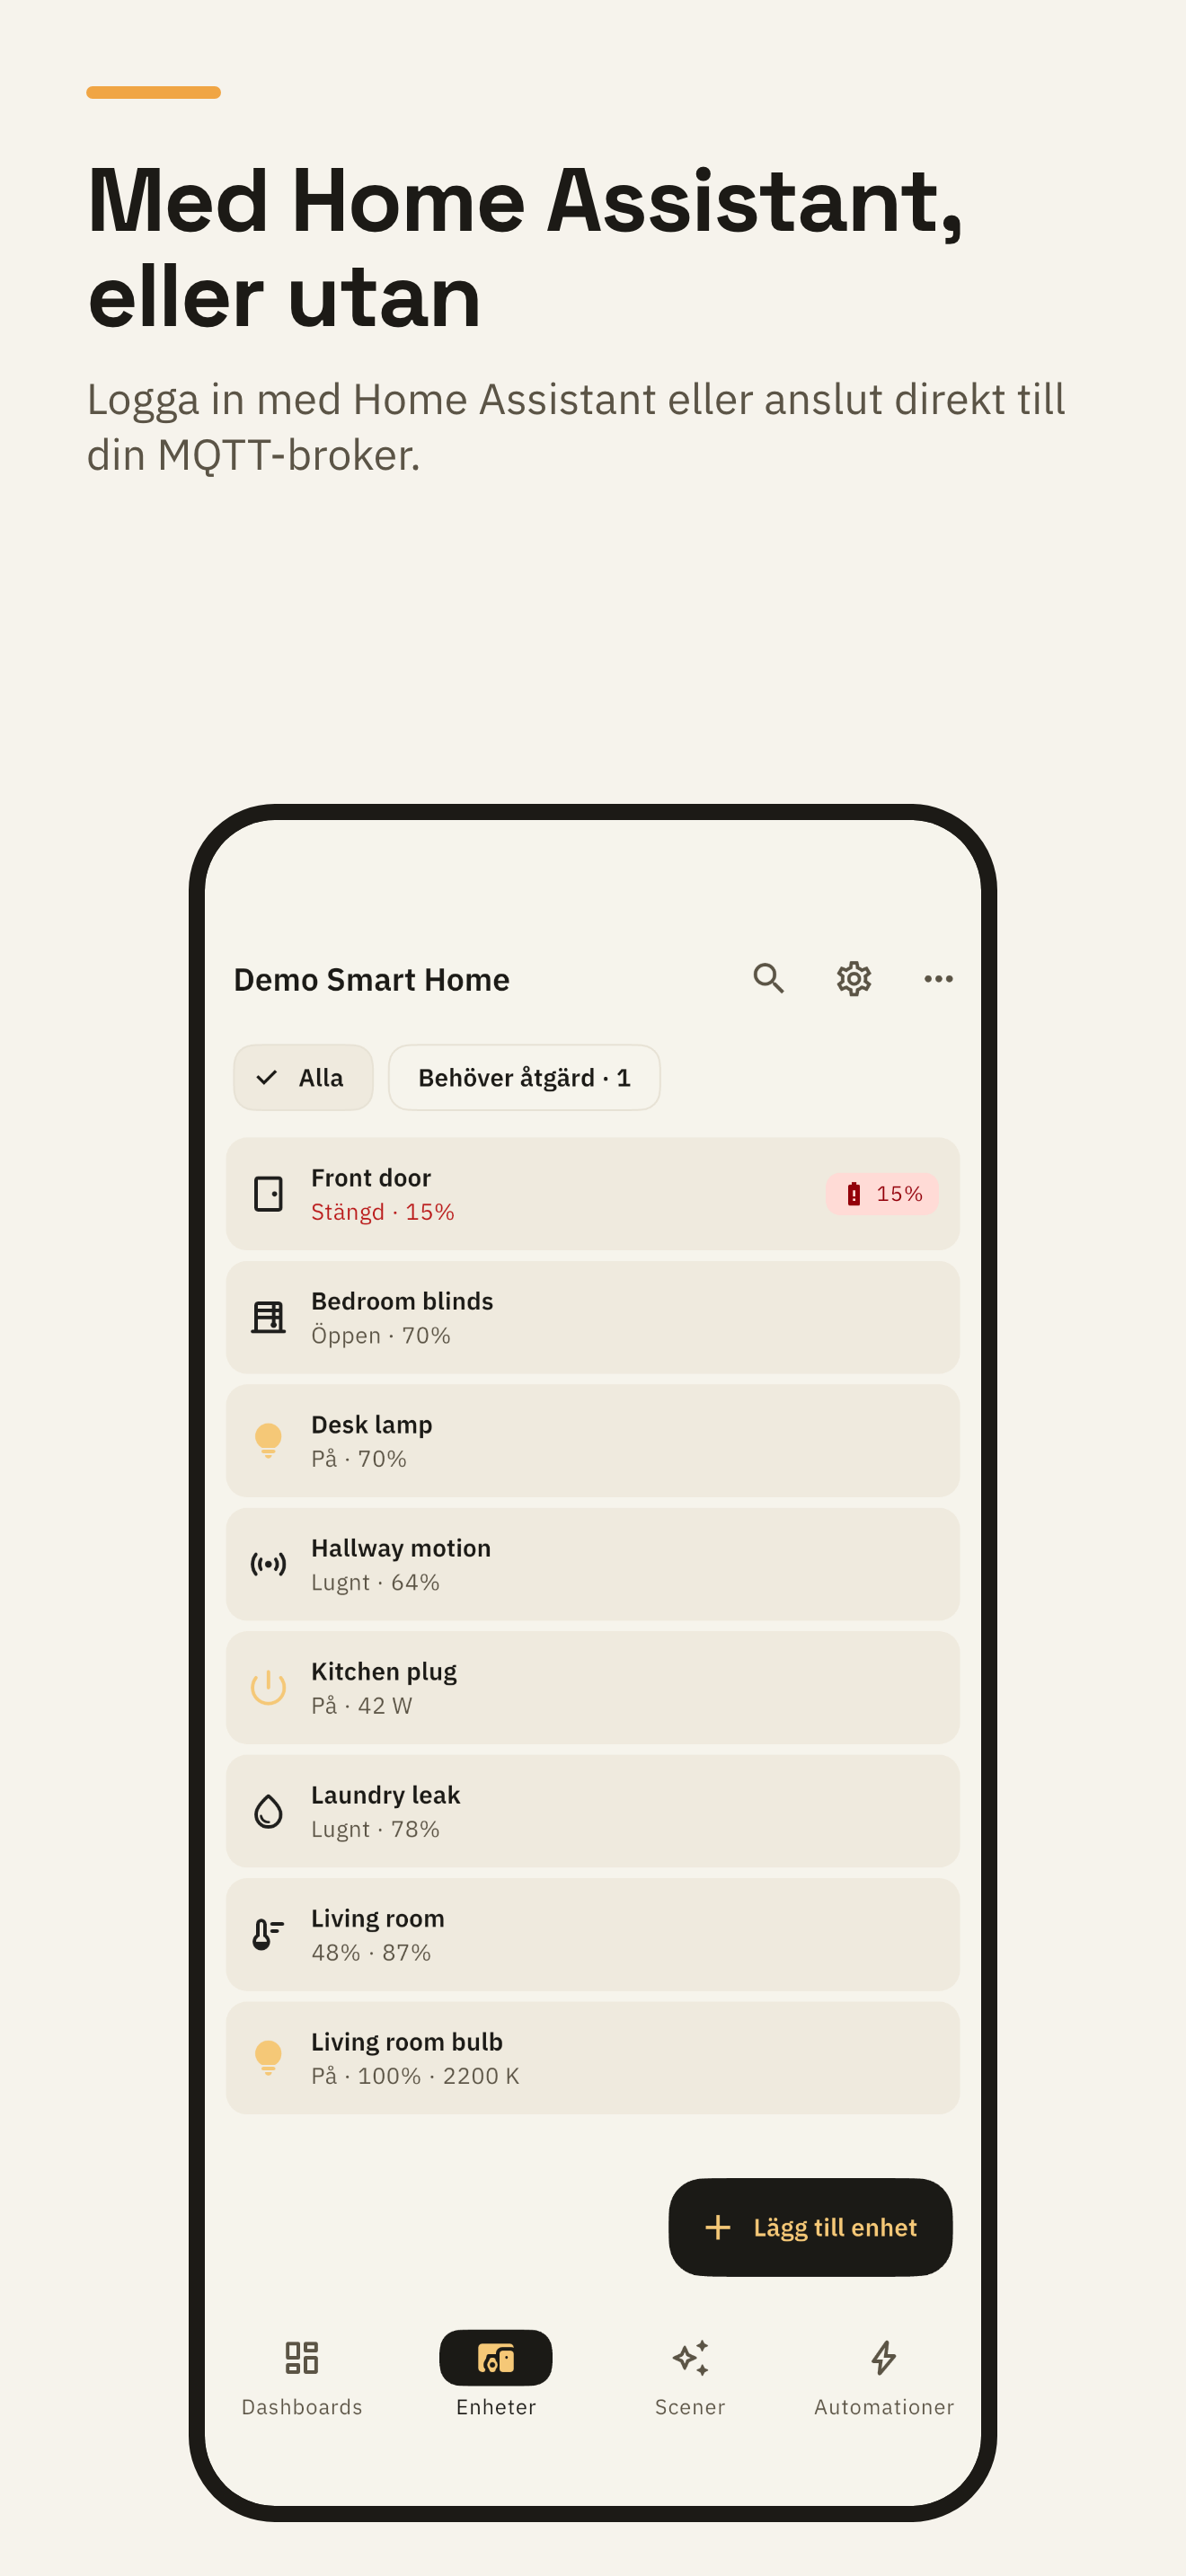 Med Home Assistant,
eller utan
Logga in med Home Assistant eller anslut direkt till
din MQTT-broker.
Demo Smart Home
Alla
Behöver åtgärd · 1
Front door
Stängd · 15%
15%
Bedroom blinds
Öppen · 70%
Desk lamp
På · 70%
Hallway motion
Lugnt · 64%
Kitchen plug
På · 42 W
Laundry leak
Lugnt · 78%
Living room
48% · 87%
Living room bulb
På · 100% · 2200 K
Lägg till enhet
Dashboards
Enheter
Scener
Automationer